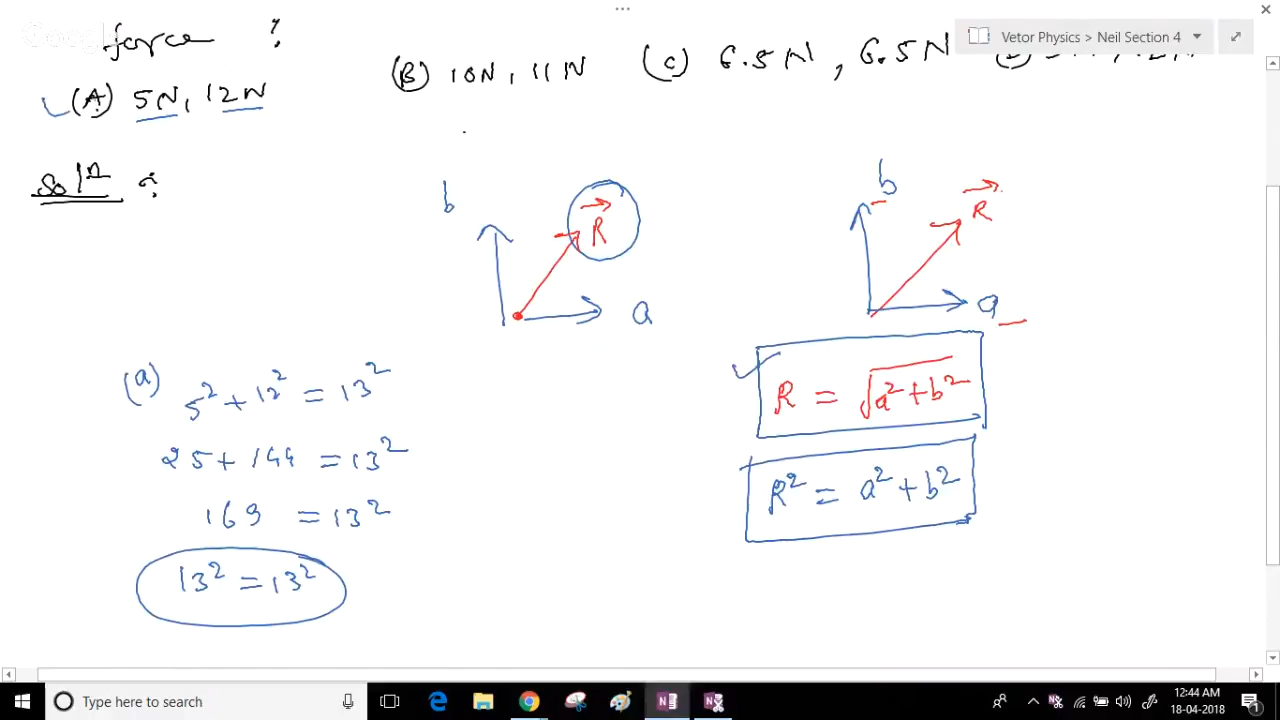 force ?
(A) 5N, 12N (B) 10N, 11N (C) 6.5N, 6.5N
Vetor Physics > Neil Section 4
Solⁿ :
b
R
a
b
R
a
(a) 5² + 12² = 13²
25 + 144 = 13²
169 = 13²
13² = 13²
R = √a² + b²
R² = a² + b²
Type here to search
12:44 AM
18-04-2018